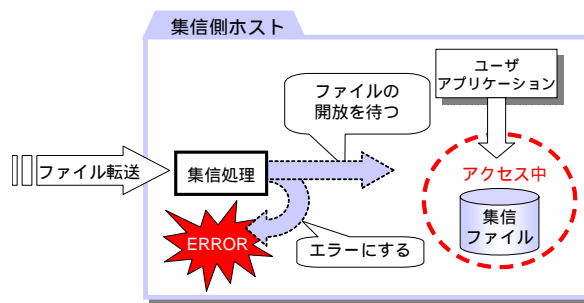 集信側ホスト
ユーザ
アプリケーション
ファイルの
開放を待つ
ファイル転送
集信処理
アクセス中
集信
ファイル
ERROR
エラーにする